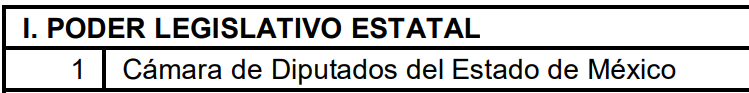 I. PODER LEGISLATIVO ESTATAL
1 Cámara de Diputados del Estado de México